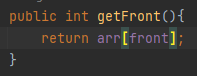 public int getFront(){
    return arr[front];
}